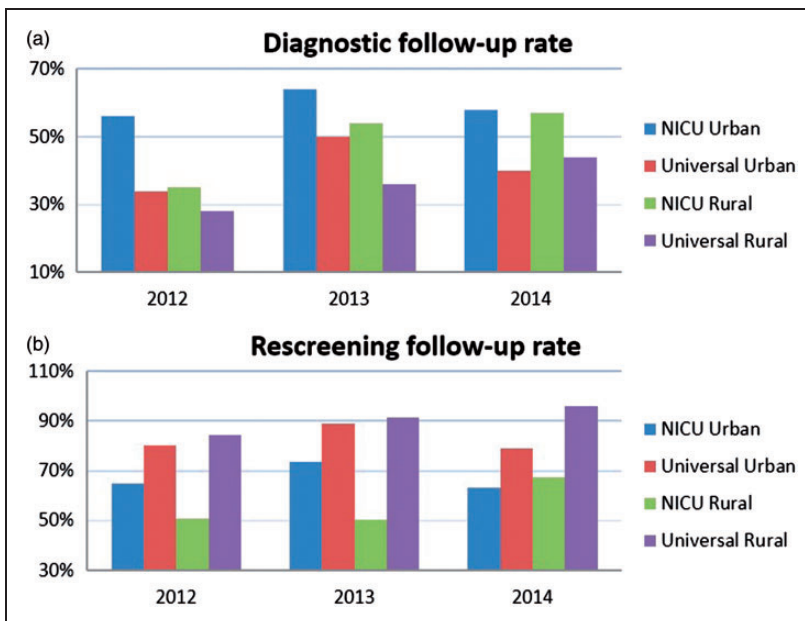 (a)
Diagnostic follow-up rate
70%
50%
30%
10%
2012 2013 2014
NICU Urban
Universal Urban
NICU Rural
Universal Rural
(b)
Rescreening follow-up rate
110%
90%
70%
50%
30%
2012 2013 2014
NICU Urban
Universal Urban
NICU Rural
Universal Rural